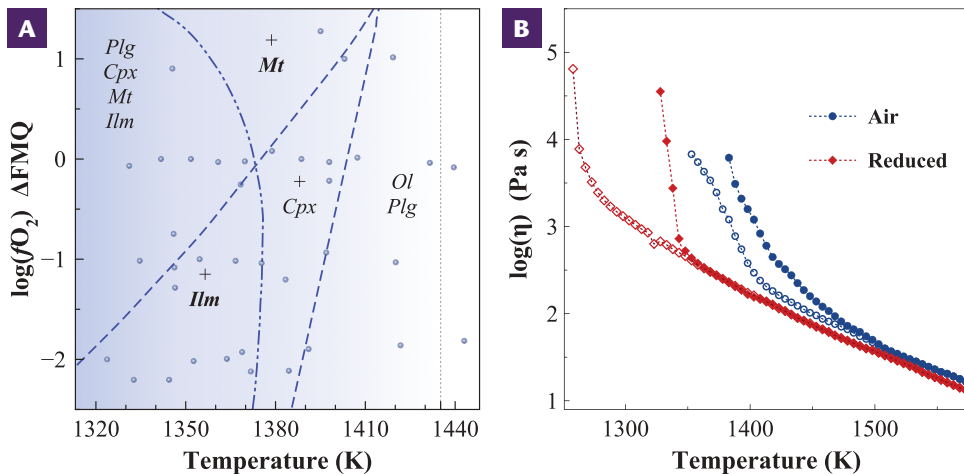 A
Plg
Cpx
Mt
Ilm
+
Mt
+
Cpx
Ol
Plg
+
Ilm
1
0
-1
-2
log(fO₂) ΔFMQ
1320 1350 1380 1410 1440
Temperature (K)
B
Air
Reduced
5
4
3
2
1
log(η) (Pa s)
1300 1400 1500
Temperature (K)